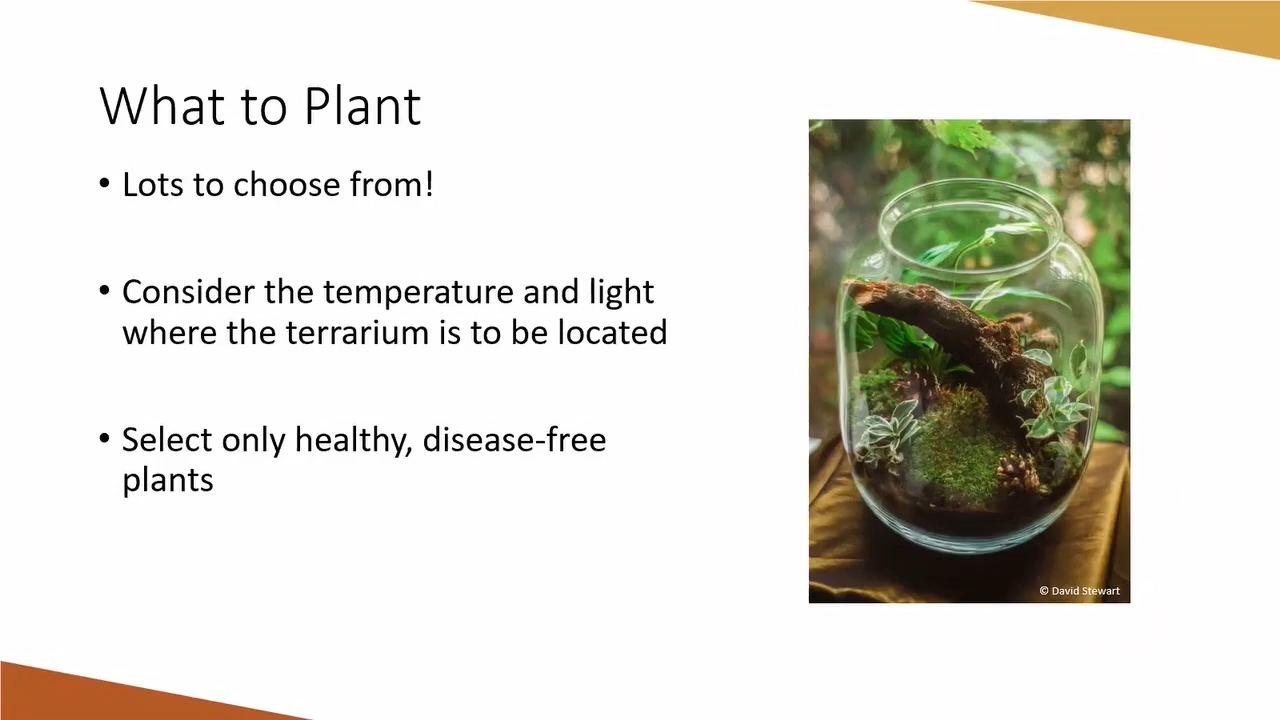 What to Plant
• Lots to choose from!
• Consider the temperature and light
where the terrarium is to be located
• Select only healthy, disease-free
plants
© David Stewart